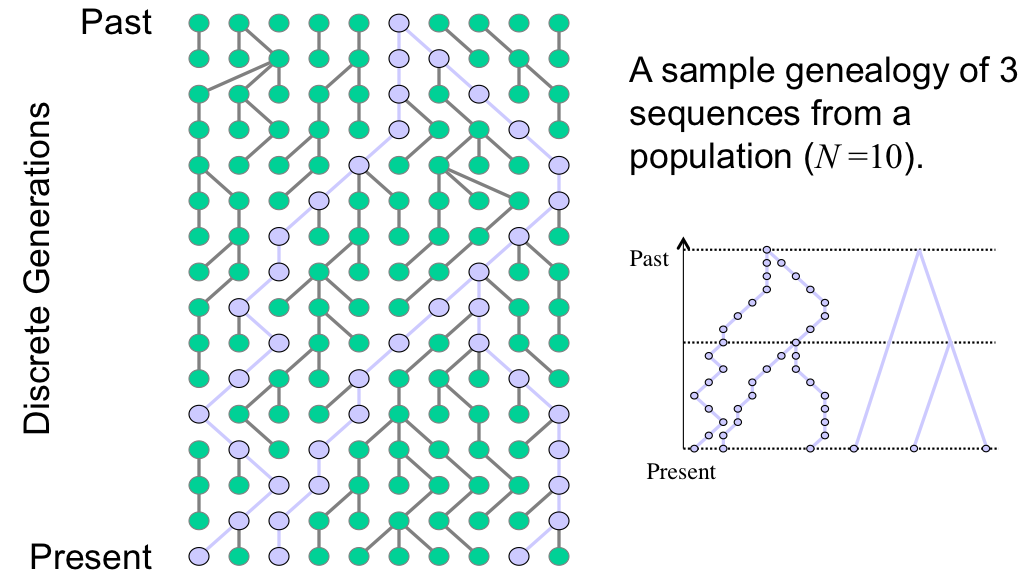 Past
Discrete Generations
Present
A sample genealogy of 3
sequences from a
population (N =10).
Past
Present